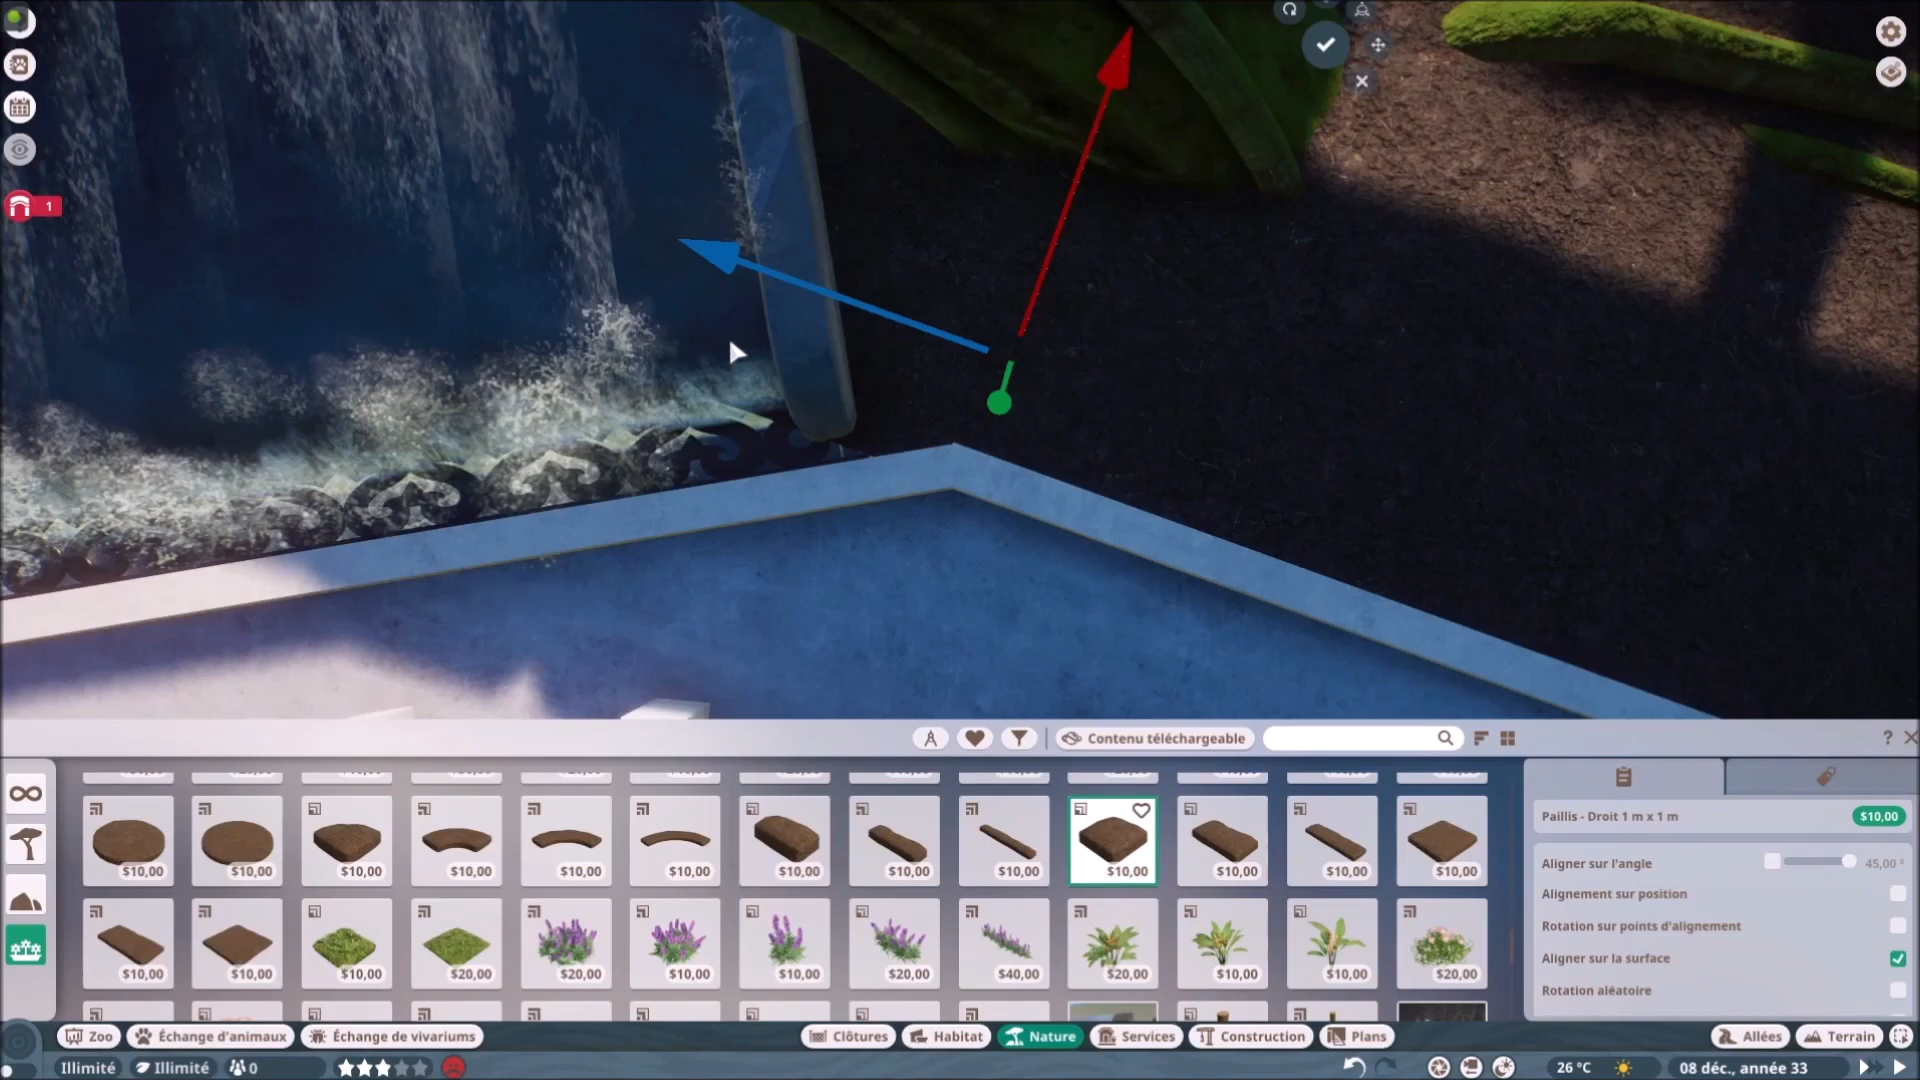 1
Contenu téléchargeable
?
Paillis - Droit 1 m x 1 m $10,00
Aligner sur l'angle 45,00 °
Alignement sur position
Rotation sur points d'alignement
Aligner sur la surface
Rotation aléatoire
$10,00 $10,00 $10,00 $10,00 $10,00 $10,00 $10,00 $10,00 $10,00 $10,00 $10,00 $10,00 $10,00
$10,00 $10,00 $10,00 $20,00 $20,00 $10,00 $10,00 $20,00 $40,00 $20,00 $10,00 $10,00 $20,00
Zoo Échange d'animaux Échange de vivariums Clôtures Habitat Nature Services Construction Plans Allées Terrain
Illimité Illimité 0 26 °C 08 déc., année 33